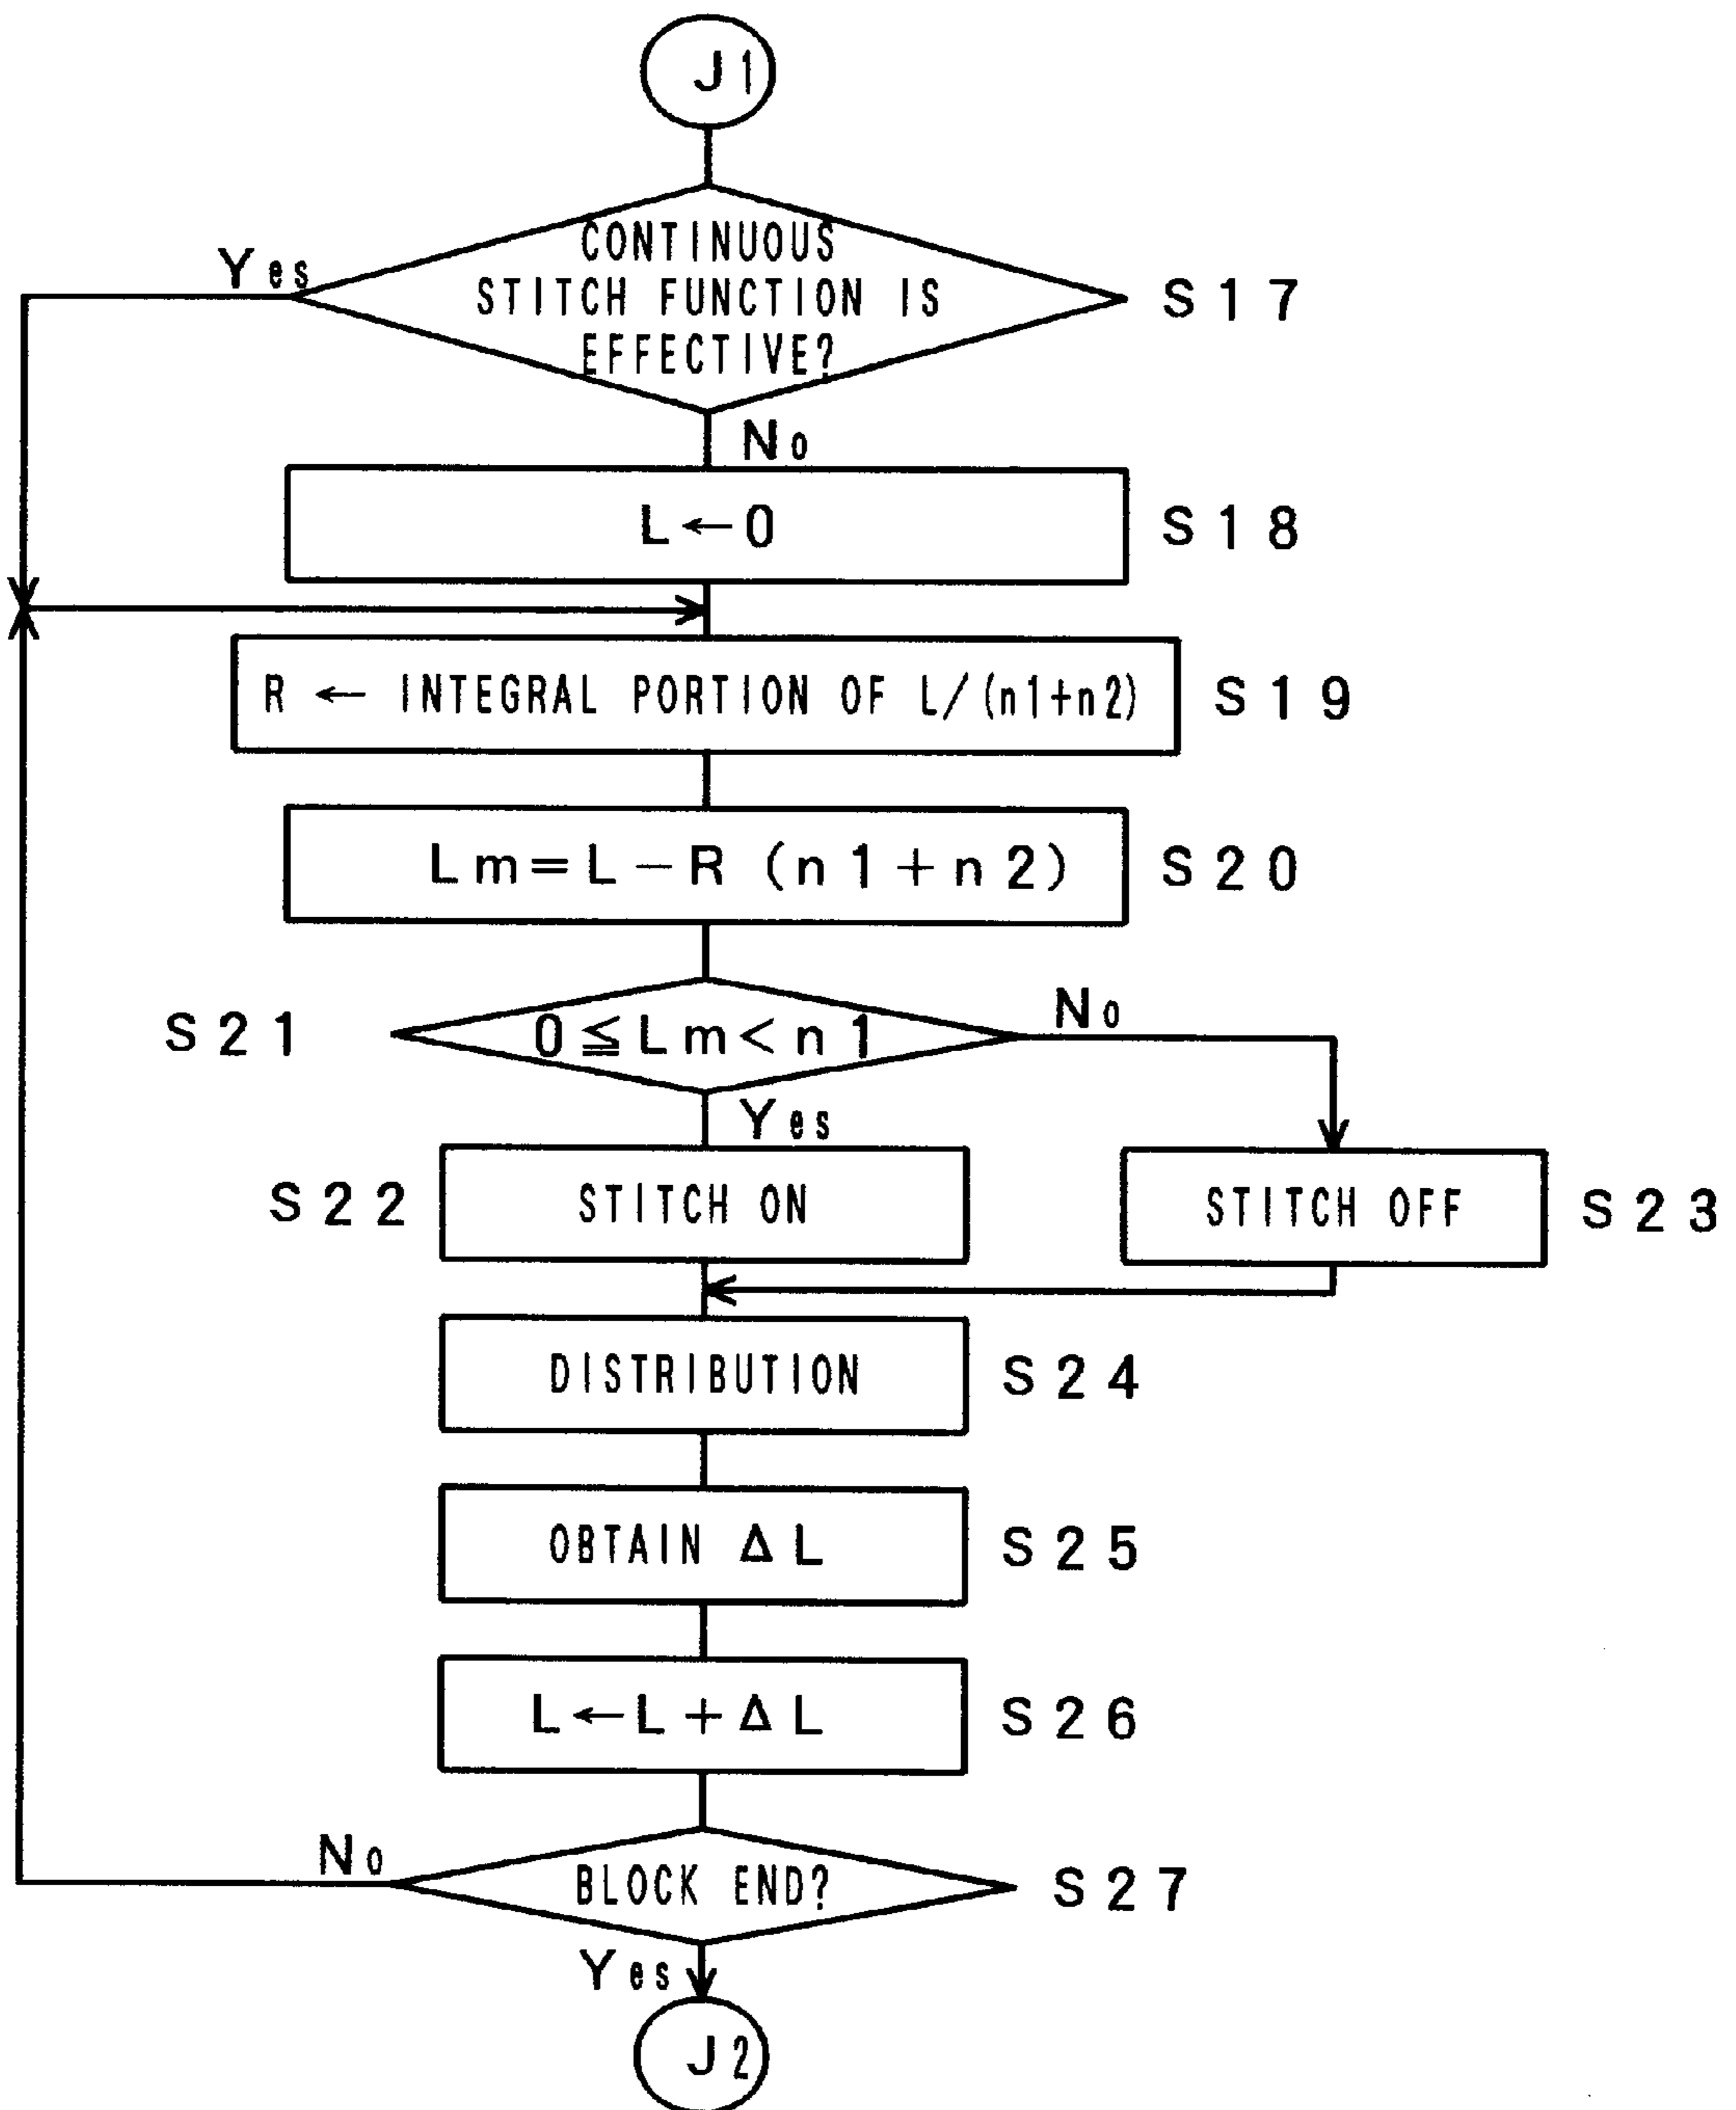 J1
CONTINUOUS
STITCH FUNCTION IS
EFFECTIVE?
Yes
S17
No
L←0
S18
R ← INTEGRAL PORTION OF L/(n1+n2)
S19
Lm=L−R (n1+n2)
S20
S21
0≦Lm<n1
No
Yes
S22
STITCH ON
STITCH OFF
S23
DISTRIBUTION
S24
OBTAIN ΔL
S25
L←L+ΔL
S26
No
BLOCK END?
S27
Yes
J2